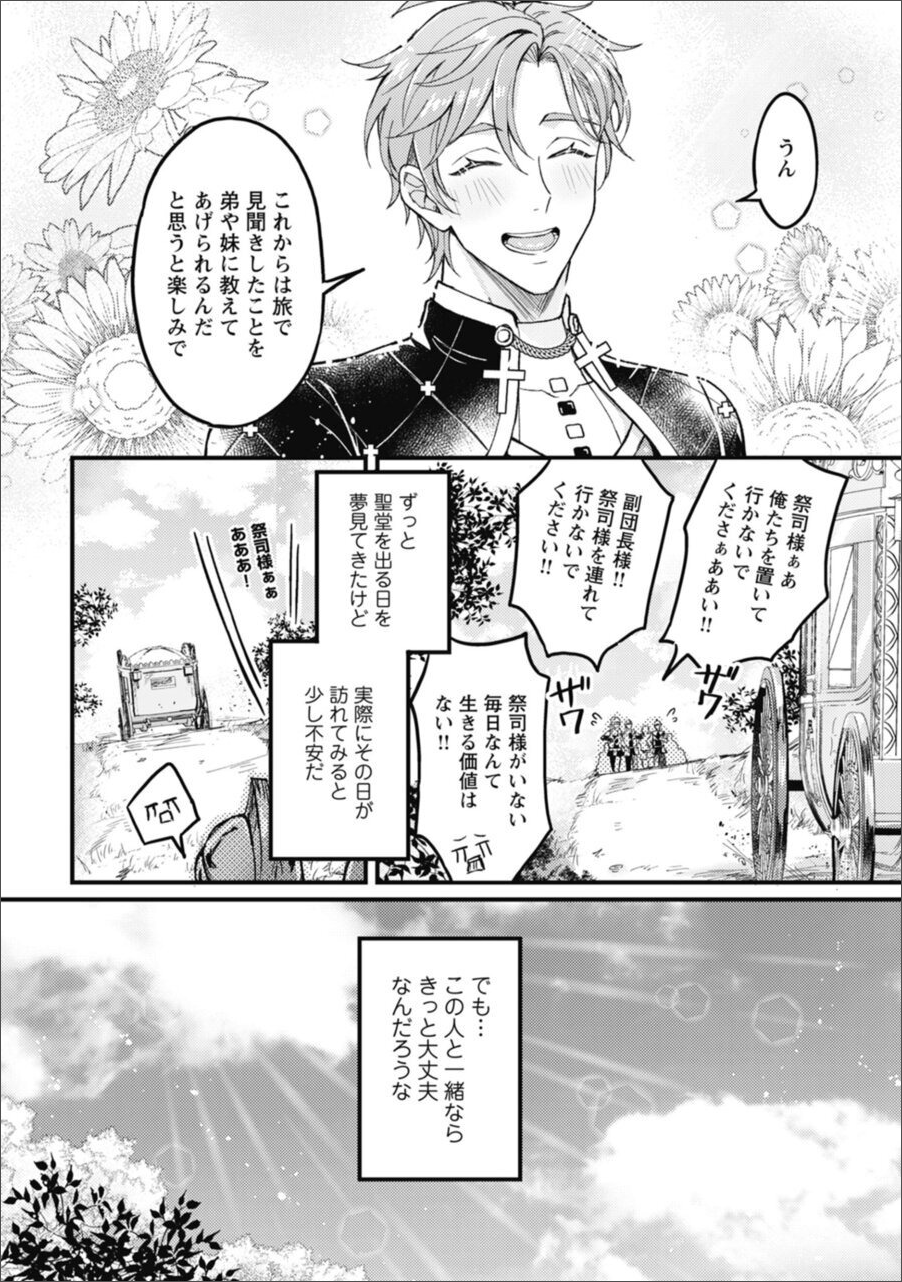 うん
これからは旅で
見聞きしたことを
弟や妹に教えて
あげられるんだ
と思うと楽しみで
祭司様ぁぁあ
俺たちを置いて
行かないで
くださぁああい!!
副団長様!!
祭司様を連れて
行かないで
ください!!
ザワ
ザワ
祭司様がいない
毎日なんて
生きる価値は
ない!!
ずっと
聖堂を出る日を
夢見てきたけど
実際にその日が
訪れてみると
少し不安だ
祭司様ぁぁ
あああ!
でも…
この人と一緒なら
きっと大丈夫
なんだろうな